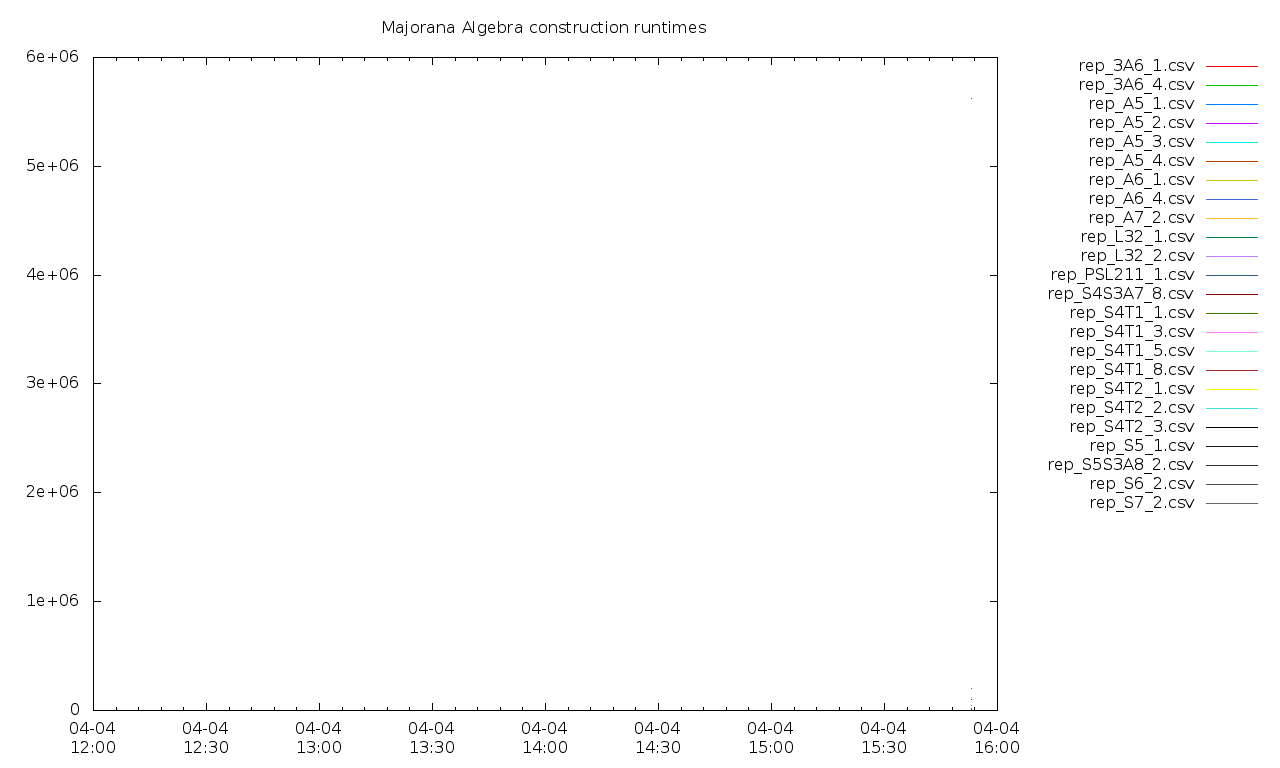 Majorana Algebra construction runtimes
6e+06
5e+06
4e+06
3e+06
2e+06
1e+06
0
04-04 04-04 04-04 04-04 04-04 04-04 04-04 04-04 04-04
12:00 12:30 13:00 13:30 14:00 14:30 15:00 15:30 16:00
rep_3A6_1.csv
rep_3A6_4.csv
rep_A5_1.csv
rep_A5_2.csv
rep_A5_3.csv
rep_A5_4.csv
rep_A6_1.csv
rep_A6_4.csv
rep_A7_2.csv
rep_L32_1.csv
rep_L32_2.csv
rep_PSL211_1.csv
rep_S4S3A7_8.csv
rep_S4T1_1.csv
rep_S4T1_3.csv
rep_S4T1_5.csv
rep_S4T1_8.csv
rep_S4T2_1.csv
rep_S4T2_2.csv
rep_S4T2_3.csv
rep_S5_1.csv
rep_S5S3A8_2.csv
rep_S6_2.csv
rep_S7_2.csv